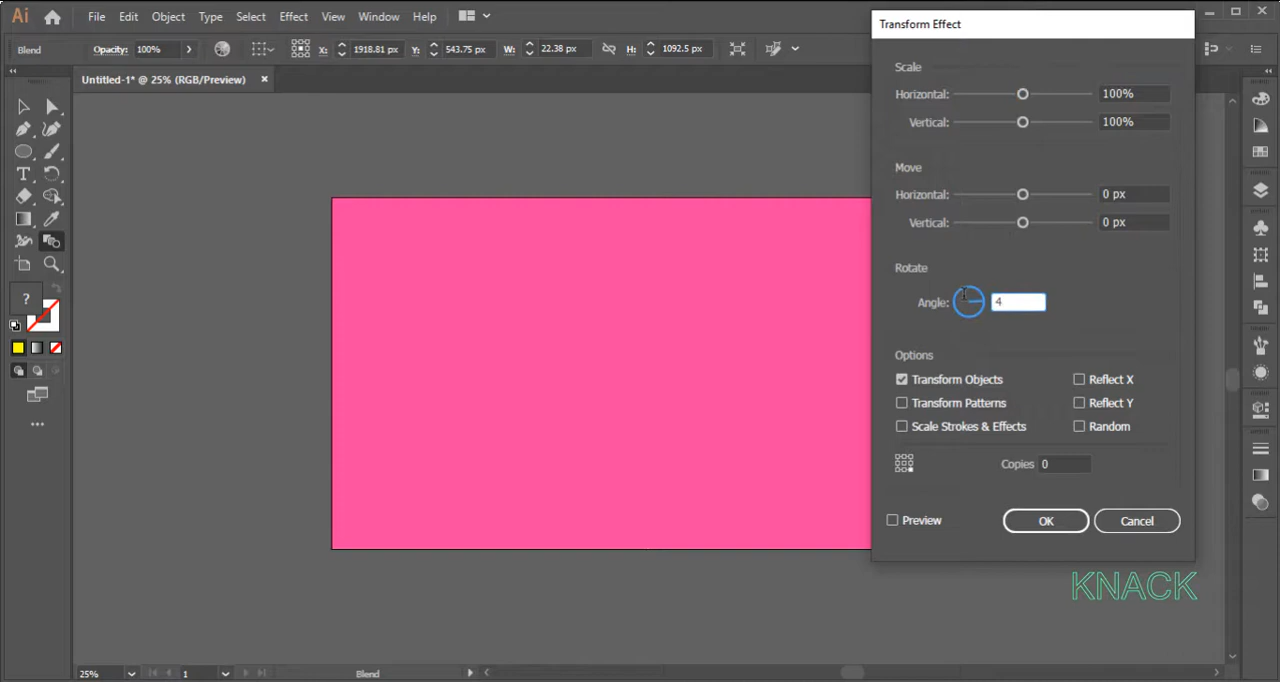 Ai File Edit Object Type Select Effect View Window Help
Transform Effect
Blend Opacity: 100% X: 1918.81 px Y: 543.75 px W: 22.38 px H: 1092.5 px
Untitled-1* @ 25% (RGB/Preview)
Scale
Horizontal: 100%
Vertical: 100%
Move
Horizontal: 0 px
Vertical: 0 px
Rotate
Angle: 4
?
Options
Transform Objects Reflect X
Transform Patterns Reflect Y
Scale Strokes & Effects Random
Copies 0
Preview OK Cancel
KNACK
25% 1 Blend